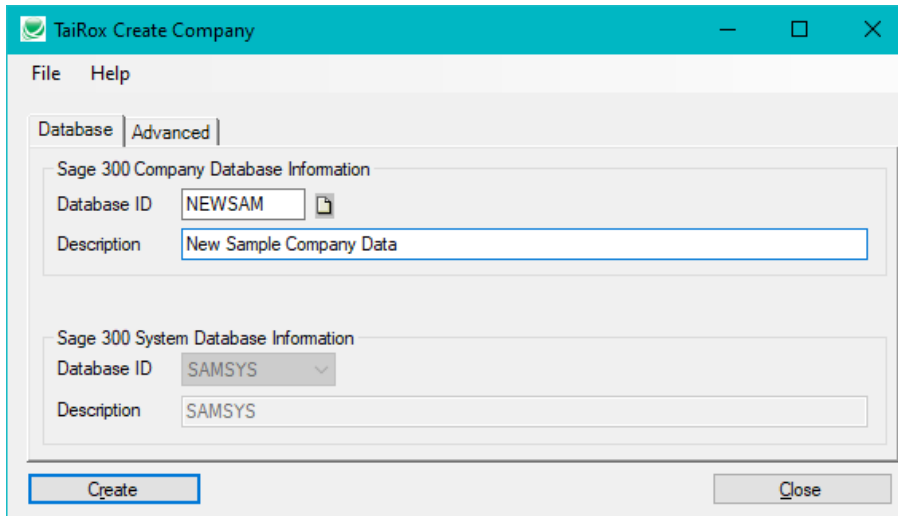 TaiRox Create Company
File Help
Database Advanced
Sage 300 Company Database Information
Database ID NEWSAM
Description New Sample Company Data
Sage 300 System Database Information
Database ID SAMSYS
Description SAMSYS
Create Close